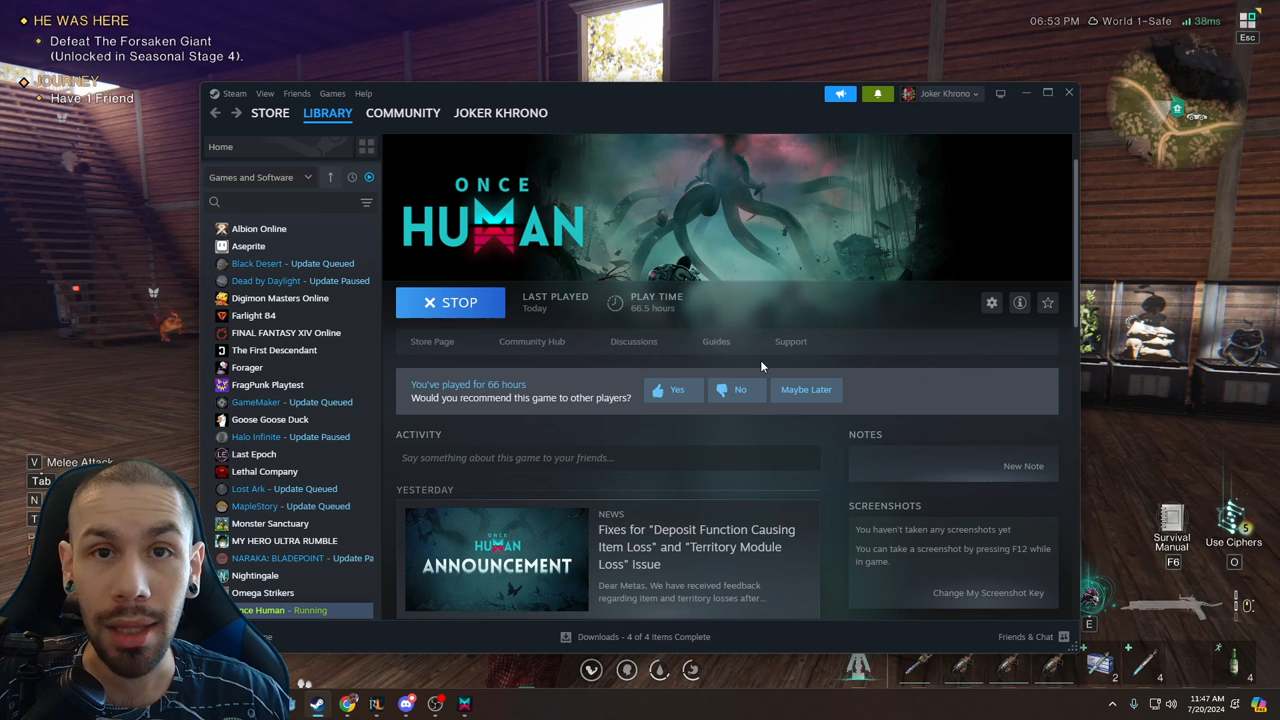 HE WAS HERE
Defeat The Forsaken Giant
(Unlocked in Seasonal Stage 4).
JOURNEY
Have 1 Friend
06:53 PM World 1-Safe 38ms
Esc
Steam View Friends Games Help
Joker Khrono
STORE LIBRARY COMMUNITY JOKER KHRONO
Home
Games and Software
Albion Online
Aseprite
Black Desert - Update Queued
Dead by Daylight - Update Paused
Digimon Masters Online
Farlight 84
FINAL FANTASY XIV Online
The First Descendant
Forager
FragPunk Playtest
GameMaker - Update Queued
Goose Goose Duck
Halo Infinite - Update Paused
Last Epoch
Lethal Company
Lost Ark - Update Queued
MapleStory - Update Queued
Monster Sanctuary
MY HERO ULTRA RUMBLE
NARAKA: BLADEPOINT - Update Pa
Nightingale
Omega Strikers
nce Human - Running
ONCE
HUMAN
STOP
LAST PLAYED
Today
PLAY TIME
66.5 hours
Store Page Community Hub Discussions Guides Support
You've played for 66 hours
Would you recommend this game to other players?
Yes No Maybe Later
ACTIVITY
Say something about this game to your friends...
YESTERDAY
ONCE
HUMAN
ANNOUNCEMENT
NEWS
Fixes for "Deposit Function Causing
Item Loss" and "Territory Module
Loss" Issue
Dear Metas, We have received feedback
regarding item and territory losses after...
NOTES
New Note
SCREENSHOTS
You haven't taken any screenshots yet
You can take a screenshot by pressing F12 while
in game.
Change My Screenshot Key
Downloads - 4 of 4 Items Complete
Friends & Chat
V Melee Attack
Tab
N
T
Survival
Manual
F6
5
Use Ciphers
O
E
2
4
4
11:47 AM
7/20/2024